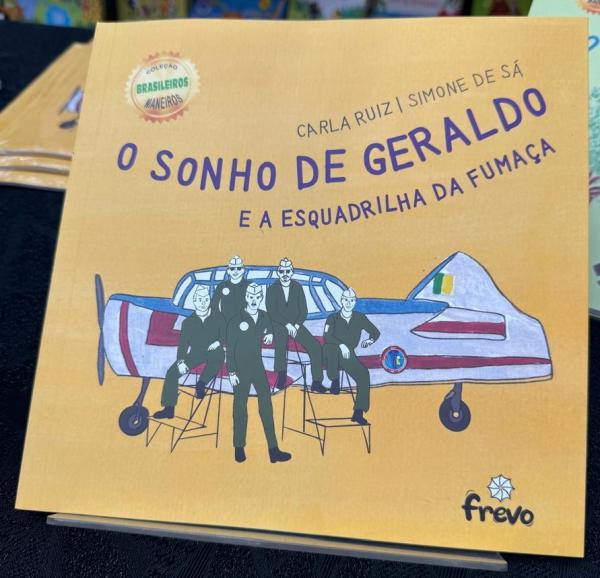 COLEÇÃO
BRASILEIROS
MANEIROS
CARLA RUIZ | SIMONE DE SÁ
O SONHO DE GERALDO
E A ESQUADRILHA DA FUMAÇA
frevo